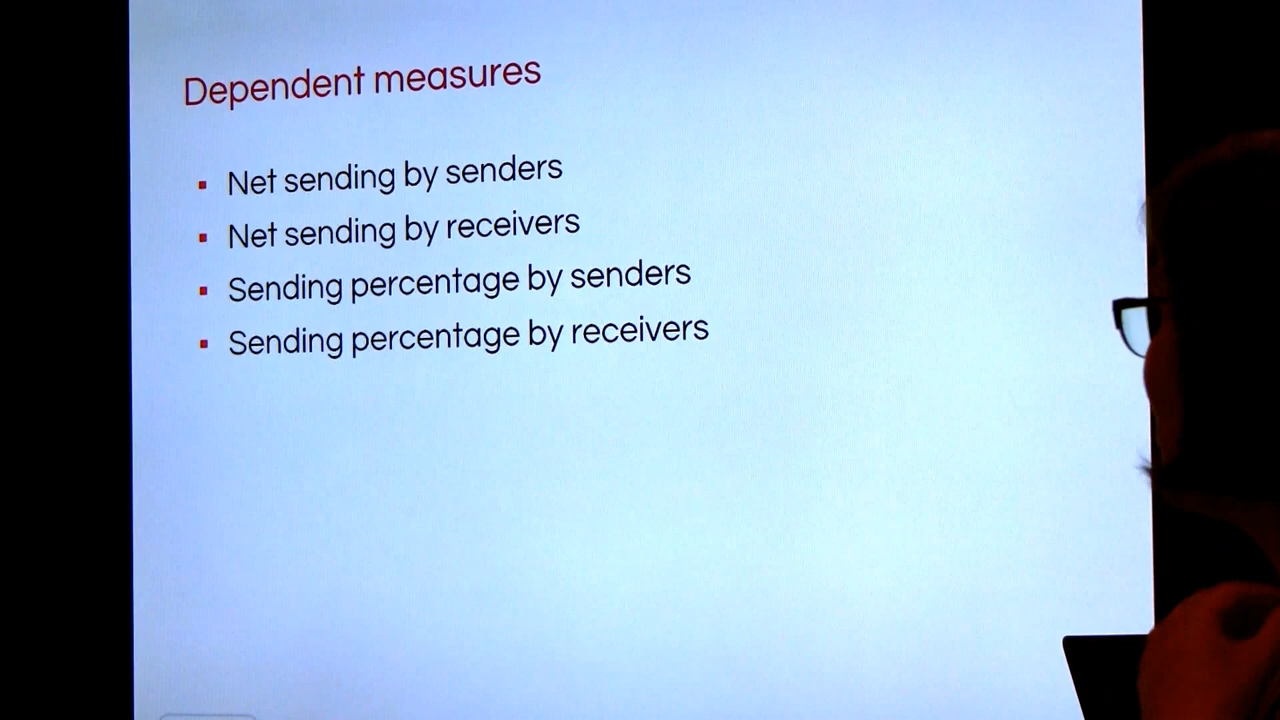 Dependent measures
▪ Net sending by senders
▪ Net sending by receivers
▪ Sending percentage by senders
▪ Sending percentage by receivers